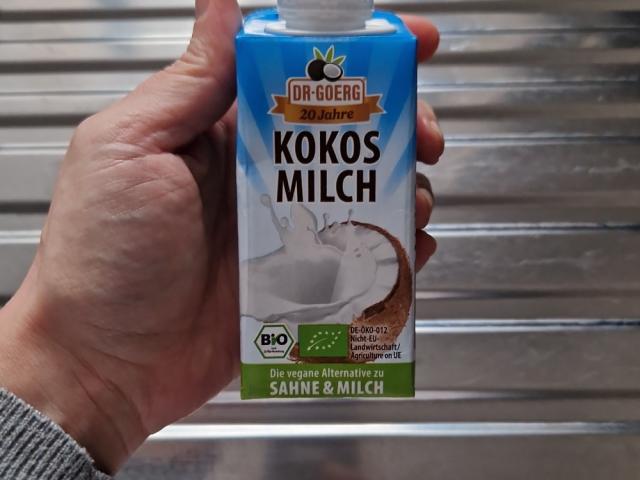 DR·GOERG
20 Jahre
KOKOS
MILCH
Bio
DE-ÖKO-012
Nicht-EU-
Landwirtschaft/
Agriculture on UE
Die vegane Alternative zu
SAHNE & MILCH